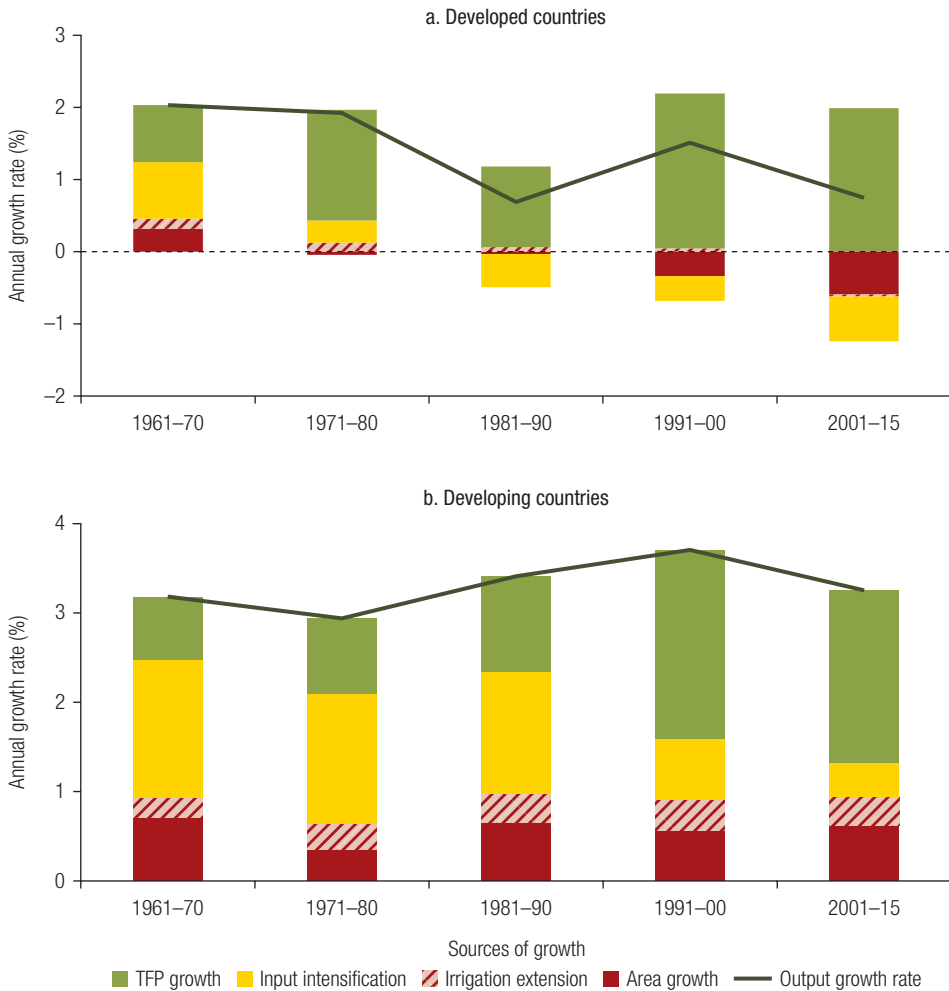 a. Developed countries
Annual growth rate (%)
3
2
1
0
–1
–2
1961–70 1971–80 1981–90 1991–00 2001–15
b. Developing countries
Annual growth rate (%)
4
3
2
1
0
1961–70 1971–80 1981–90 1991–00 2001–15
Sources of growth
TFP growth Input intensification Irrigation extension Area growth Output growth rate